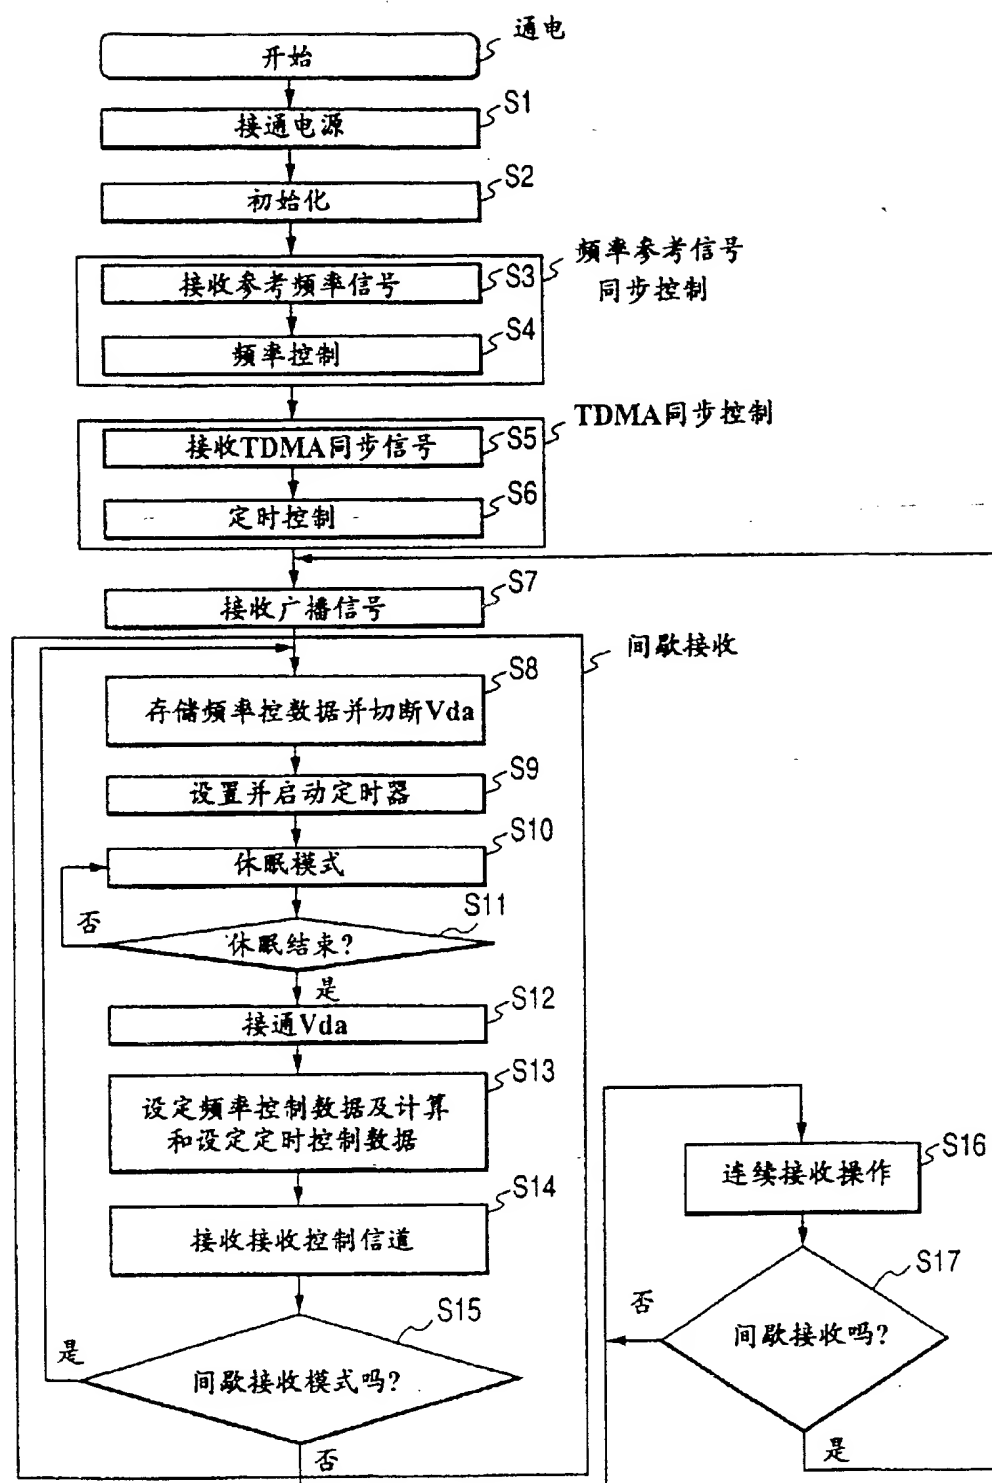 通电
开始
S1
接通电源
S2
初始化
频率参考信号
同步控制
S3
接收参考频率信号
S4
频率控制
TDMA同步控制
S5
接收TDMA同步信号
S6
定时控制
S7
接收广播信号
间歇接收
S8
存储频率控数据并切断Vda
S9
设置并启动定时器
S10
休眠模式
S11
否
休眠结束?
是
S12
接通Vda
S13
设定频率控制数据及计算
和设定定时控制数据
S14
接收接收控制信道
S15
是
间歇接收模式吗?
否
S16
连续接收操作
S17
否
间歇接收吗?
是